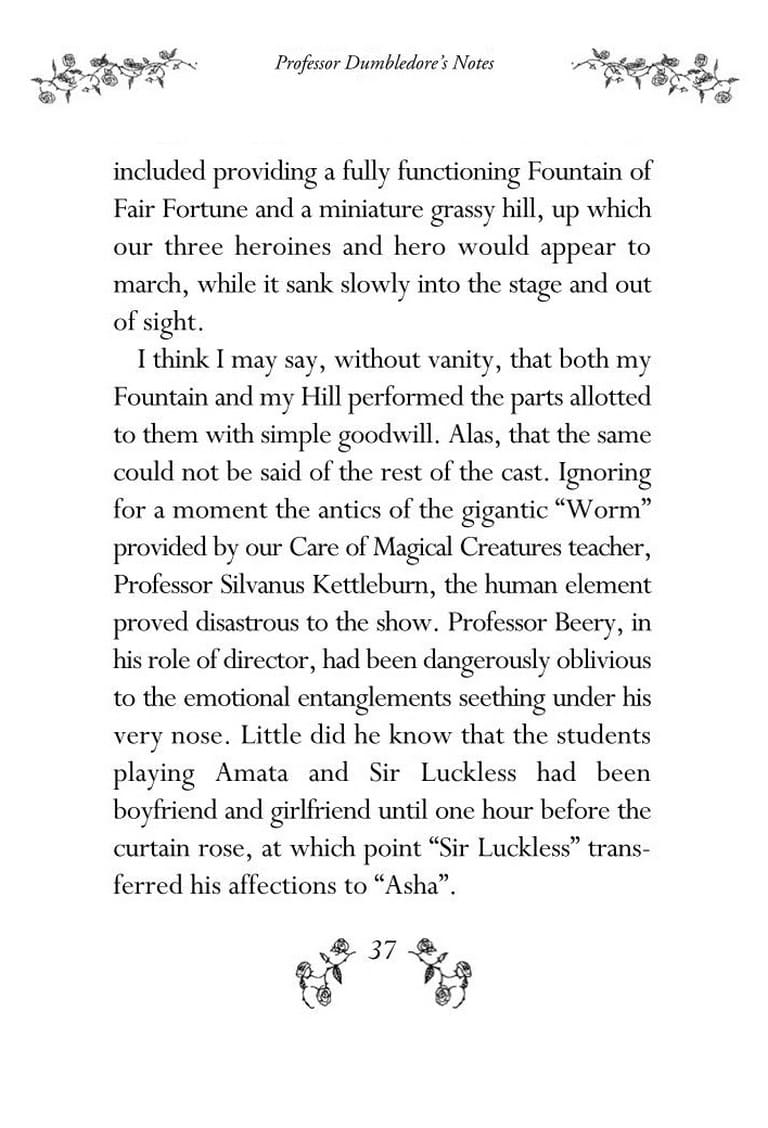 Professor Dumbledore’s Notes
included providing a fully functioning Fountain of
Fair Fortune and a miniature grassy hill, up which
our three heroines and hero would appear to
march, while it sank slowly into the stage and out
of sight.
I think I may say, without vanity, that both my
Fountain and my Hill performed the parts allotted
to them with simple goodwill. Alas, that the same
could not be said of the rest of the cast. Ignoring
for a moment the antics of the gigantic “Worm”
provided by our Care of Magical Creatures teacher,
Professor Silvanus Kettleburn, the human element
proved disastrous to the show. Professor Beery, in
his role of director, had been dangerously oblivious
to the emotional entanglements seething under his
very nose. Little did he know that the students
playing Amata and Sir Luckless had been
boyfriend and girlfriend until one hour before the
curtain rose, at which point “Sir Luckless” trans-
ferred his affections to “Asha”.
37